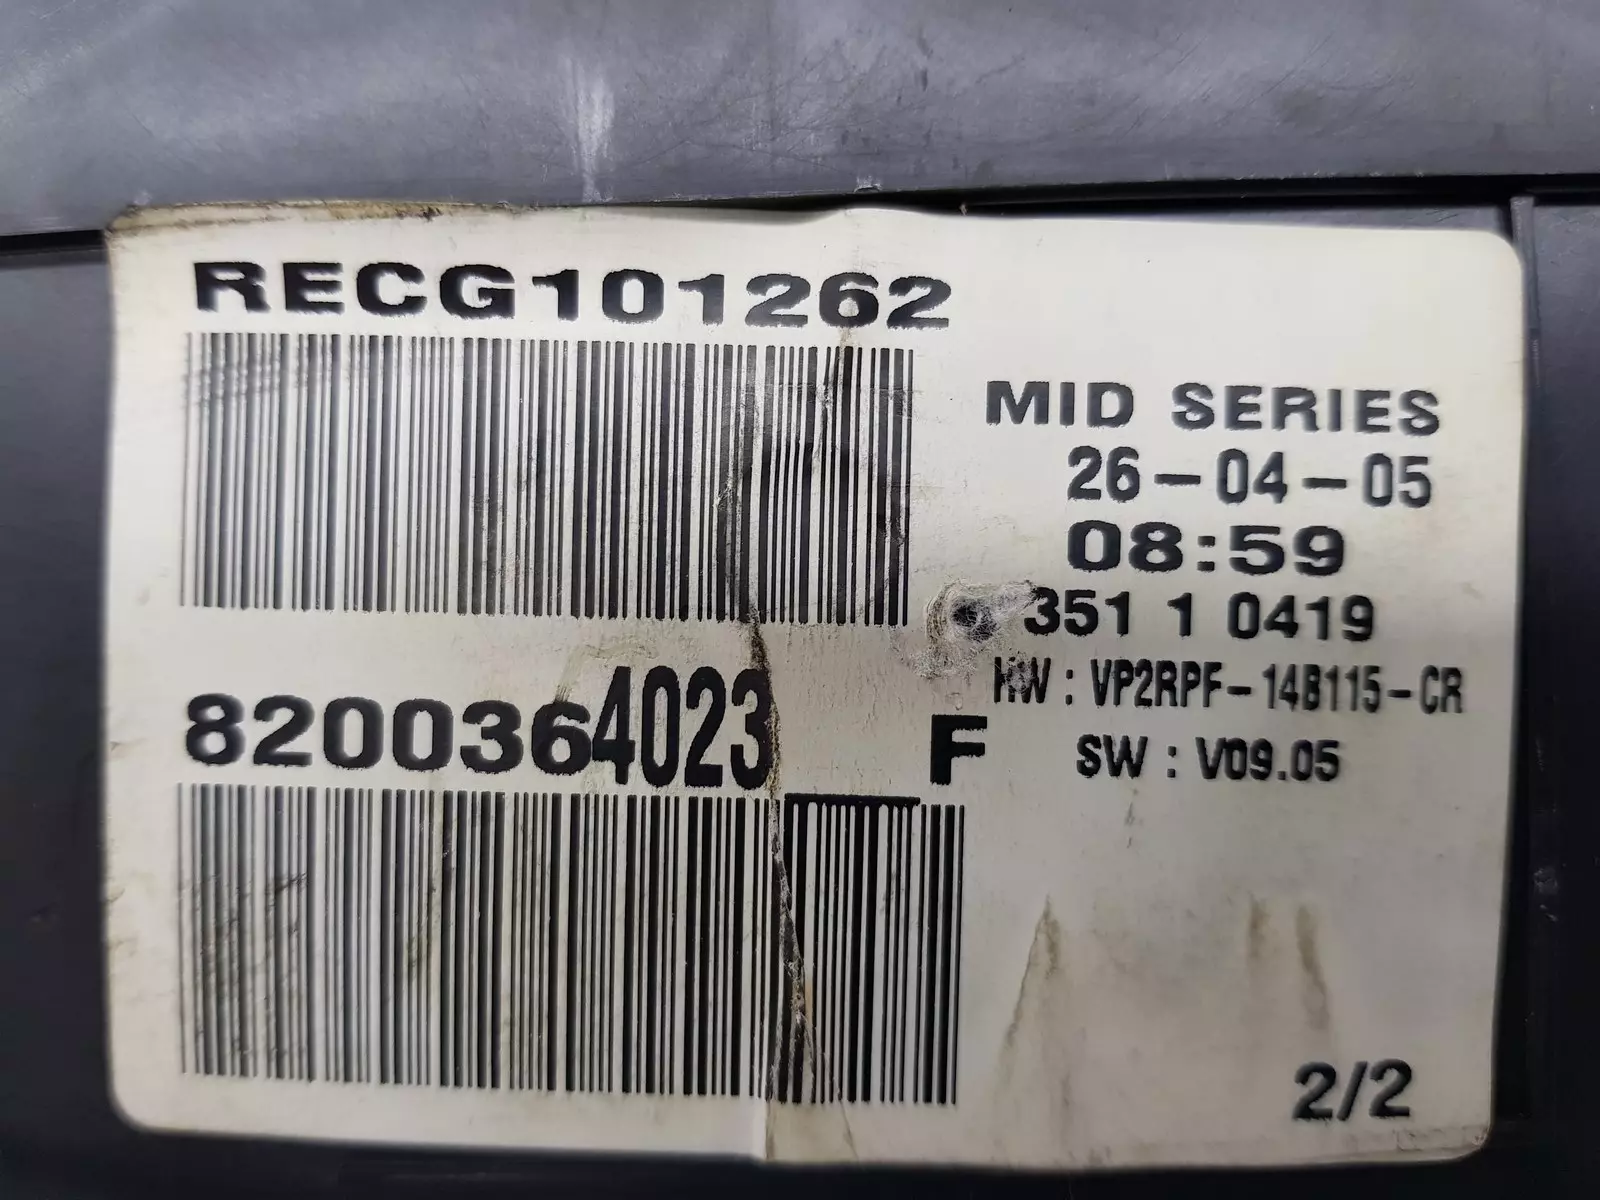 RECG101262
MID SERIES
26-04-05
08:59
351 1 0419
HW : VP2RPF-14B115-CR
8200364023__F
SW : V09.05
2/2